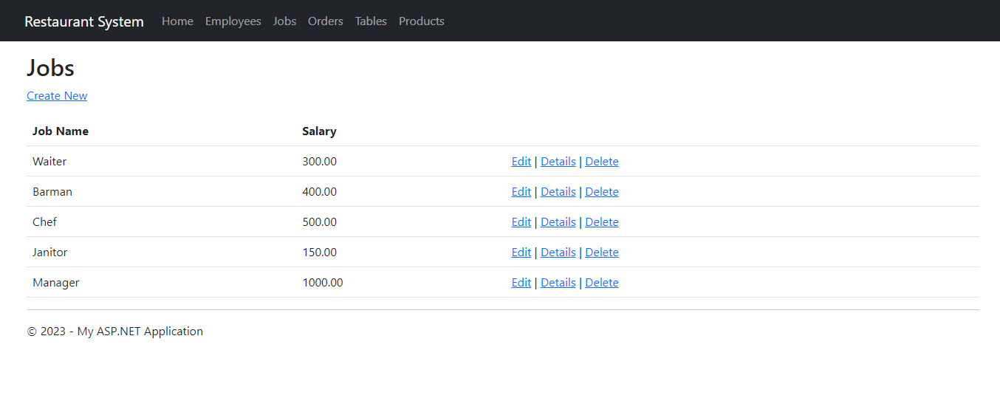 Restaurant System Home Employees Jobs Orders Tables Products
Jobs
Create New
Job Name Salary
Waiter 300.00 Edit | Details | Delete
Barman 400.00 Edit | Details | Delete
Chef 500.00 Edit | Details | Delete
Janitor 150.00 Edit | Details | Delete
Manager 1000.00 Edit | Details | Delete
© 2023 - My ASP.NET Application